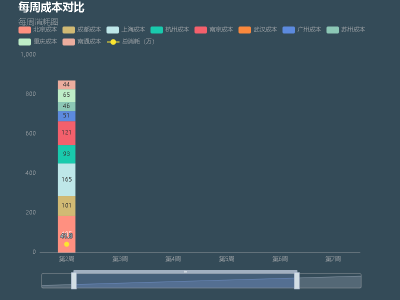 每周成本对比
每周消耗图
北京成本 成都成本 上海成本 杭州成本 南京成本 武汉成本 广州成本 苏州成本
重庆成本 南通成本 总消耗（万）
1,000
800
600
400
200
0
44
65
46
51
121
93
165
101
第2周 第3周 第4周 第5周 第6周 第7周